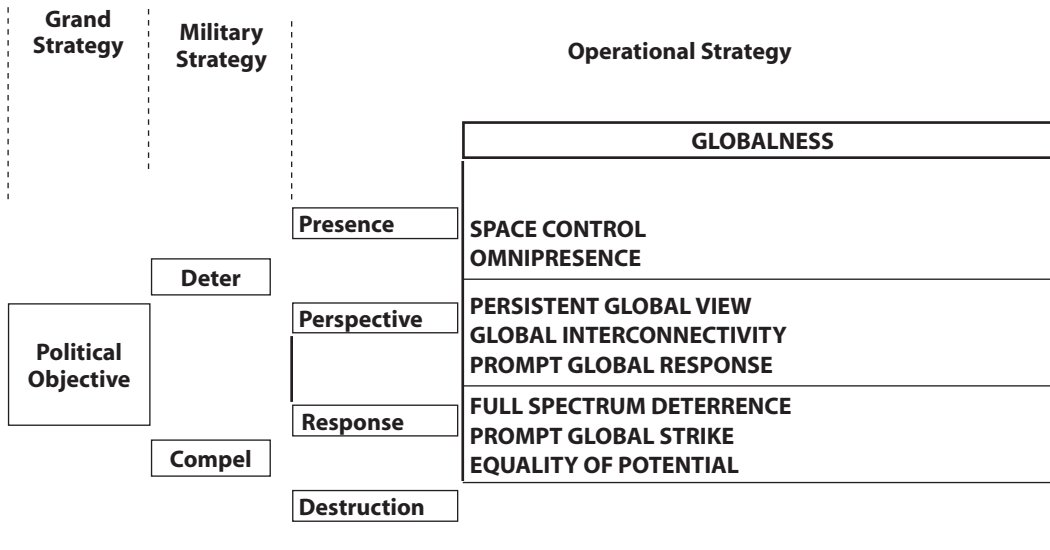 Grand
Strategy
Military
Strategy
Operational Strategy
GLOBALNESS
Presence
SPACE CONTROL
OMNIPRESENCE
Deter
Perspective
PERSISTENT GLOBAL VIEW
GLOBAL INTERCONNECTIVITY
PROMPT GLOBAL RESPONSE
Political
Objective
Response
FULL SPECTRUM DETERRENCE
PROMPT GLOBAL STRIKE
EQUALITY OF POTENTIAL
Compel
Destruction